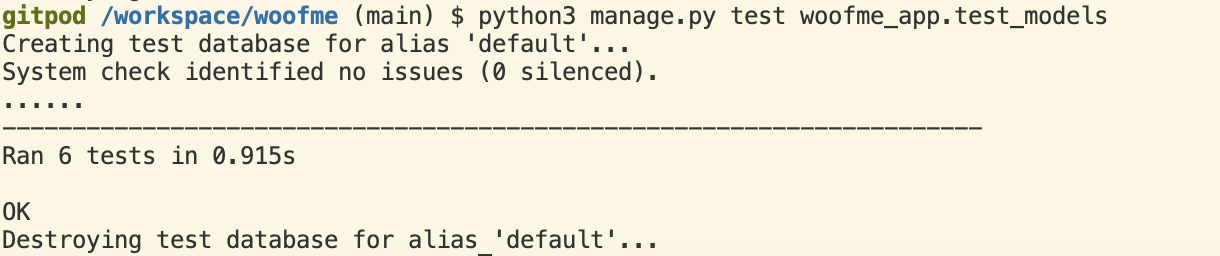 gitpod /workspace/woofme (main) $ python3 manage.py test woofme_app.test_models
Creating test database for alias 'default'...
System check identified no issues (0 silenced).
......
----------------------------------------------------------------------
Ran 6 tests in 0.915s

OK
Destroying test database for alias 'default'...